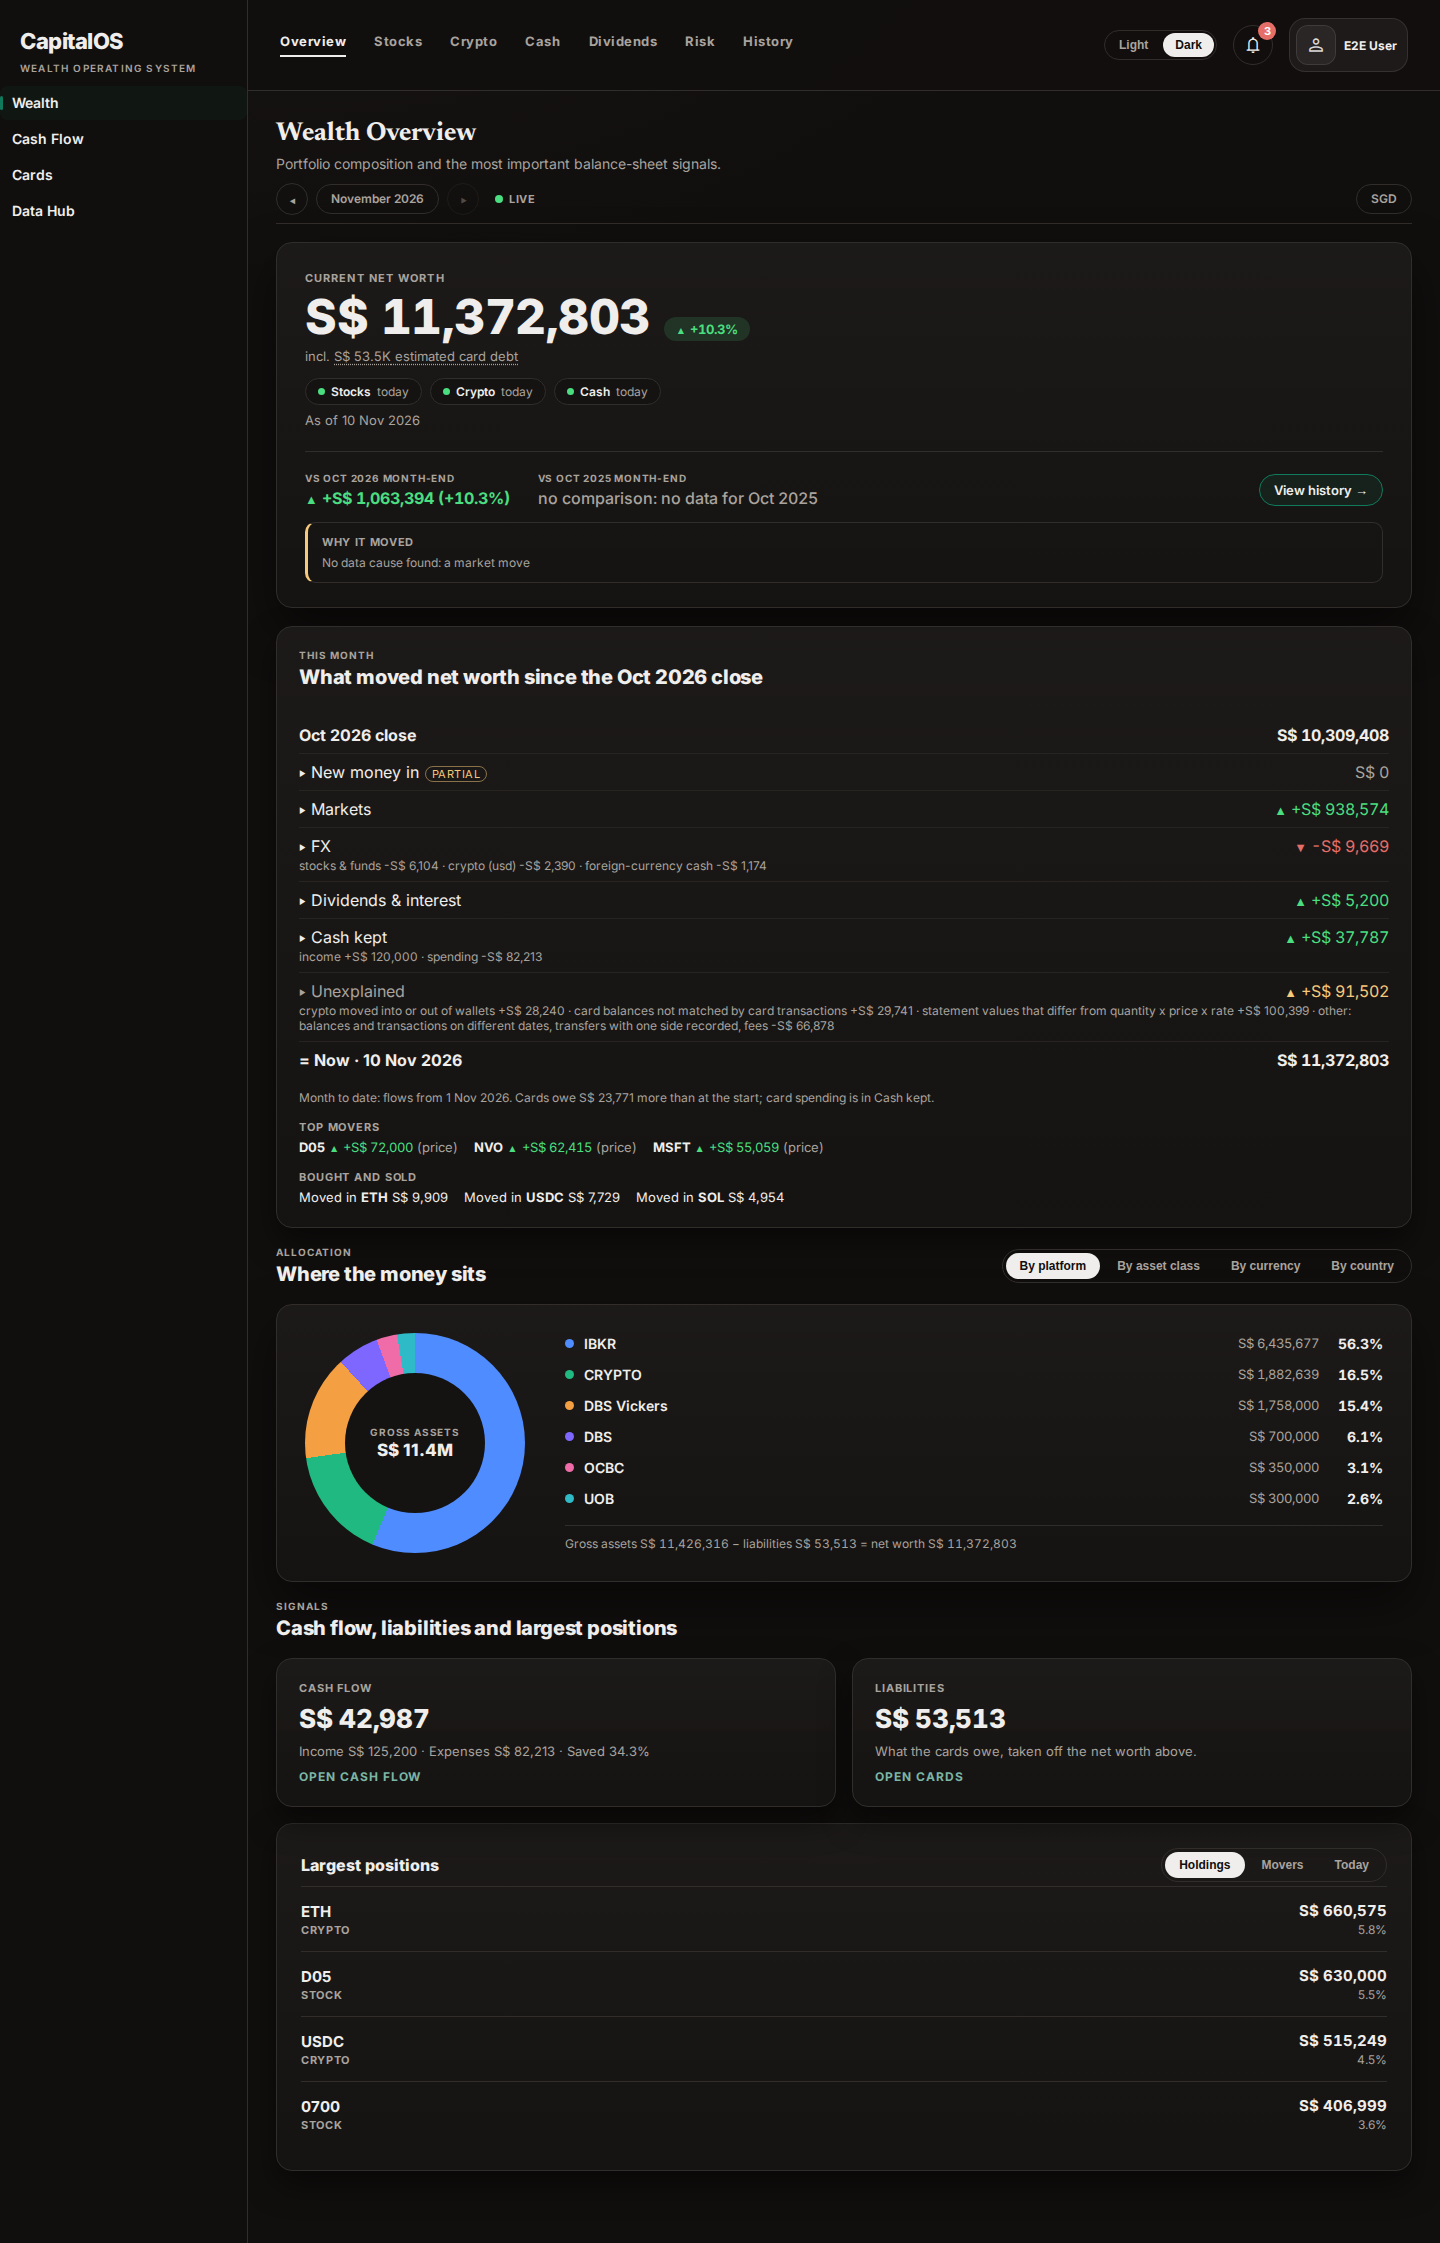 CapitalOS
WEALTH OPERATING SYSTEM
Wealth
Cash Flow
Cards
Data Hub
Overview Stocks Crypto Cash Dividends Risk History
Light Dark
3
E2E User
Wealth Overview
Portfolio composition and the most important balance-sheet signals.
◂ November 2026 ▸ LIVE SGD
CURRENT NET WORTH
S$ 11,372,803 ▲ +10.3%
incl. S$ 53.5K estimated card debt
Stocks today Crypto today Cash today
As of 10 Nov 2026
VS OCT 2026 MONTH-END VS OCT 2025 MONTH-END
▲ +S$ 1,063,394 (+10.3%) no comparison: no data for Oct 2025
View history →
WHY IT MOVED
No data cause found: a market move
THIS MONTH
What moved net worth since the Oct 2026 close
Oct 2026 close S$ 10,309,408
▸ New money in PARTIAL S$ 0
▸ Markets ▲ +S$ 938,574
▸ FX ▼ -S$ 9,669
stocks & funds -S$ 6,104 · crypto (usd) -S$ 2,390 · foreign-currency cash -S$ 1,174
▸ Dividends & interest ▲ +S$ 5,200
▸ Cash kept ▲ +S$ 37,787
income +S$ 120,000 · spending -S$ 82,213
▸ Unexplained ▲ +S$ 91,502
crypto moved into or out of wallets +S$ 28,240 · card balances not matched by card transactions +S$ 29,741 · statement values that differ from quantity x price x rate +S$ 100,399 · other:
balances and transactions on different dates, transfers with one side recorded, fees -S$ 66,878
= Now · 10 Nov 2026 S$ 11,372,803
Month to date: flows from 1 Nov 2026. Cards owe S$ 23,771 more than at the start; card spending is in Cash kept.
TOP MOVERS
D05 ▲ +S$ 72,000 (price) NVO ▲ +S$ 62,415 (price) MSFT ▲ +S$ 55,059 (price)
BOUGHT AND SOLD
Moved in ETH S$ 9,909 Moved in USDC S$ 7,729 Moved in SOL S$ 4,954
ALLOCATION
Where the money sits
By platform By asset class By currency By country
GROSS ASSETS
S$ 11.4M
IBKR S$ 6,435,677 56.3%
CRYPTO S$ 1,882,639 16.5%
DBS Vickers S$ 1,758,000 15.4%
DBS S$ 700,000 6.1%
OCBC S$ 350,000 3.1%
UOB S$ 300,000 2.6%
Gross assets S$ 11,426,316 − liabilities S$ 53,513 = net worth S$ 11,372,803
SIGNALS
Cash flow, liabilities and largest positions
CASH FLOW
S$ 42,987
Income S$ 125,200 · Expenses S$ 82,213 · Saved 34.3%
OPEN CASH FLOW
LIABILITIES
S$ 53,513
What the cards owe, taken off the net worth above.
OPEN CARDS
Largest positions
Holdings Movers Today
ETH S$ 660,575
CRYPTO 5.8%
D05 S$ 630,000
STOCK 5.5%
USDC S$ 515,249
CRYPTO 4.5%
0700 S$ 406,999
STOCK 3.6%